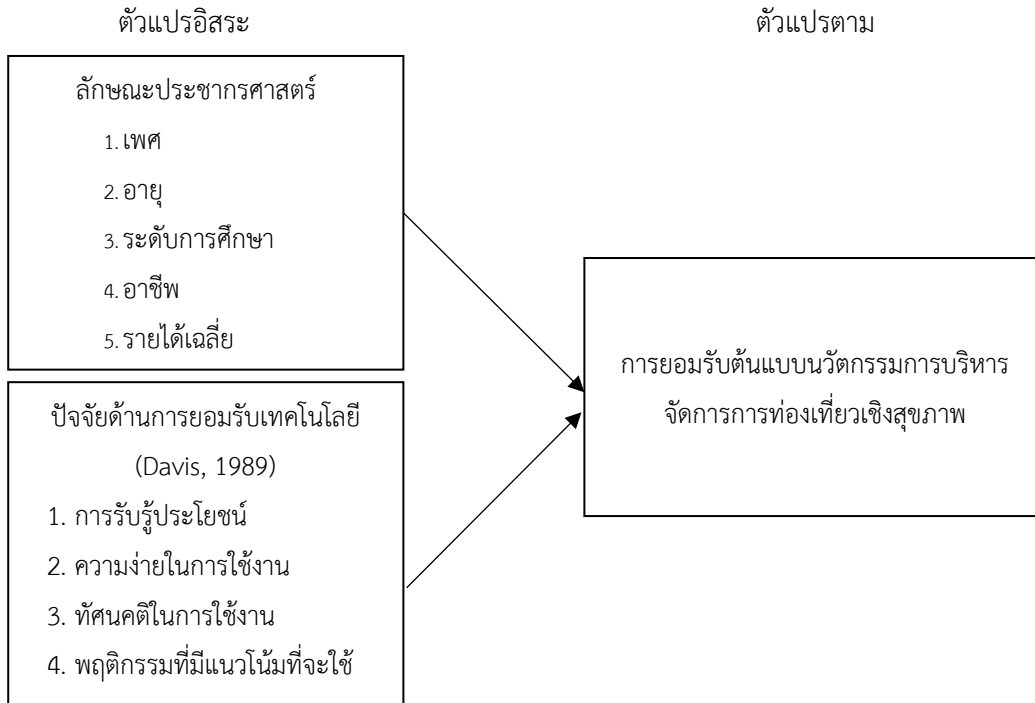 ตัวแปรอิสระ
ตัวแปรตาม
ลักษณะประชากรศาสตร์
1. เพศ
2. อายุ
3. ระดับการศึกษา
4. อาชีพ
5. รายได้เฉลี่ย
ปัจจัยด้านการยอมรับเทคโนโลยี
(Davis, 1989)
1. การรับรู้ประโยชน์
2. ความง่ายในการใช้งาน
3. ทัศนคติในการใช้งาน
4. พฤติกรรมที่มีแนวโน้มที่จะใช้
การยอมรับต้นแบบนวัตกรรมการบริหาร
จัดการการท่องเที่ยวเชิงสุขภาพ